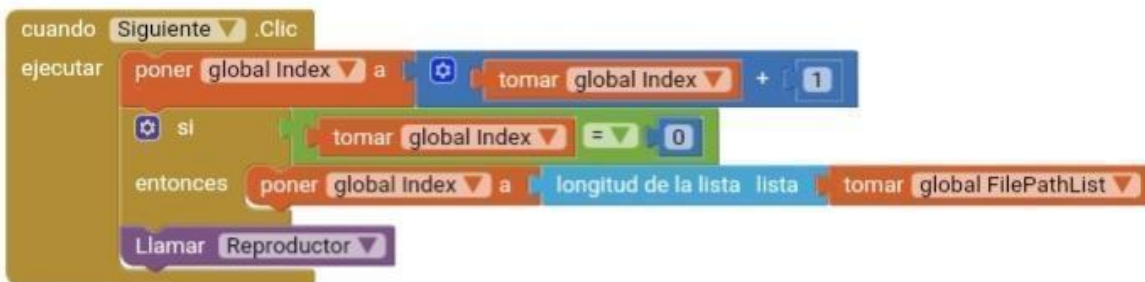 cuando Siguiente .Clic
ejecutar poner global Index a tomar global Index + 1
si tomar global Index = 0
entonces poner global Index a longitud de la lista lista tomar global FilePathList
Llamar Reproductor